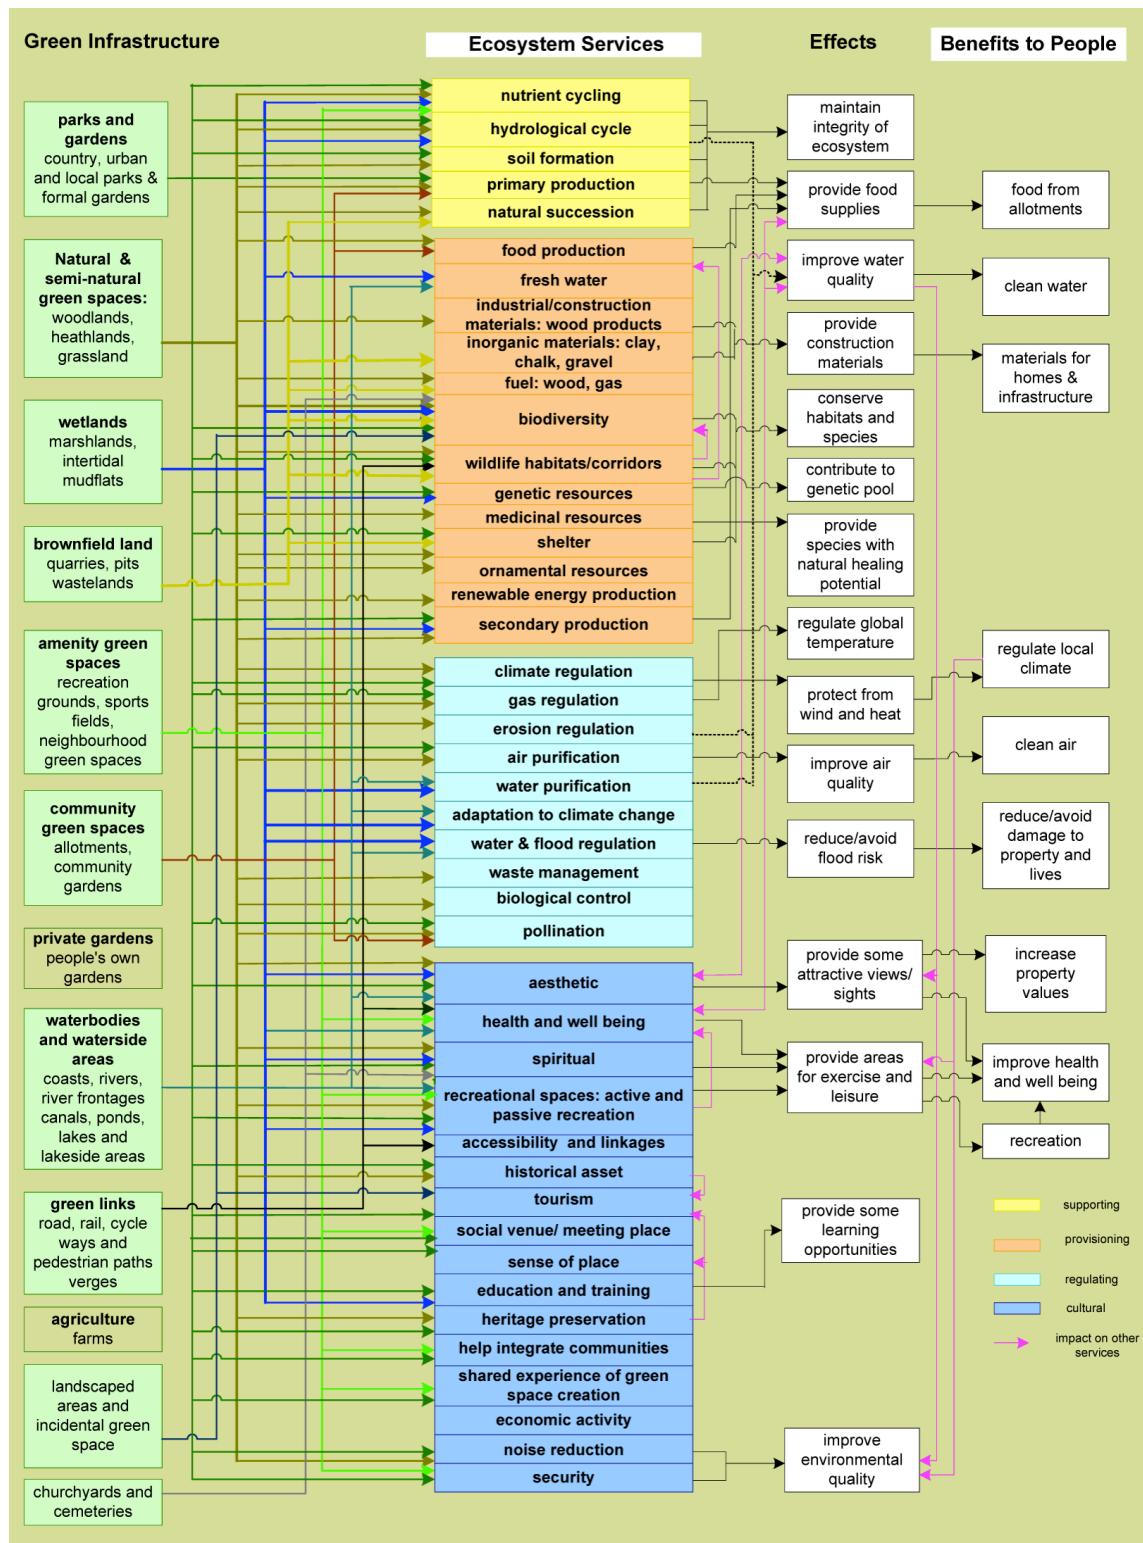 Green Infrastructure
Ecosystem Services
Effects
Benefits to People
parks and
gardens
country, urban
and local parks &
formal gardens
Natural &
semi-natural
green spaces:
woodlands,
heathlands,
grassland
wetlands
marshlands,
intertidal
mudflats
brownfield land
quarries, pits
wastelands
amenity green
spaces
recreation
grounds, sports
fields,
neighbourhood
green spaces
community
green spaces
allotments,
community
gardens
private gardens
people's own
gardens
waterbodies
and waterside
areas
coasts, rivers,
river frontages
canals, ponds,
lakes and
lakeside areas
green links
road, rail, cycle
ways and
pedestrian paths
verges
agriculture
farms
landscaped
areas and
incidental green
space
churchyards and
cemeteries
nutrient cycling
hydrological cycle
soil formation
primary production
natural succession
food production
fresh water
industrial/construction
materials: wood products
inorganic materials: clay,
chalk, gravel
fuel: wood, gas
biodiversity
wildlife habitats/corridors
genetic resources
medicinal resources
shelter
ornamental resources
renewable energy production
secondary production
climate regulation
gas regulation
erosion regulation
air purification
water purification
adaptation to climate change
water & flood regulation
waste management
biological control
pollination
aesthetic
health and well being
spiritual
recreational spaces: active and
passive recreation
accessibility and linkages
historical asset
tourism
social venue/ meeting place
sense of place
education and training
heritage preservation
help integrate communities
shared experience of green
space creation
economic activity
noise reduction
security
maintain
integrity of
ecosystem
provide food
supplies
improve water
quality
provide
construction
materials
conserve
habitats and
species
contribute to
genetic pool
provide
species with
natural healing
potential
regulate global
temperature
protect from
wind and heat
improve air
quality
reduce/avoid
flood risk
provide some
attractive views/
sights
provide areas
for exercise and
leisure
provide some
learning
opportunities
improve
environmental
quality
food from
allotments
clean water
materials for
homes &
infrastructure
regulate local
climate
clean air
reduce/avoid
damage to
property and
lives
increase
property
values
improve health
and well being
recreation
supporting
provisioning
regulating
cultural
impact on other
services